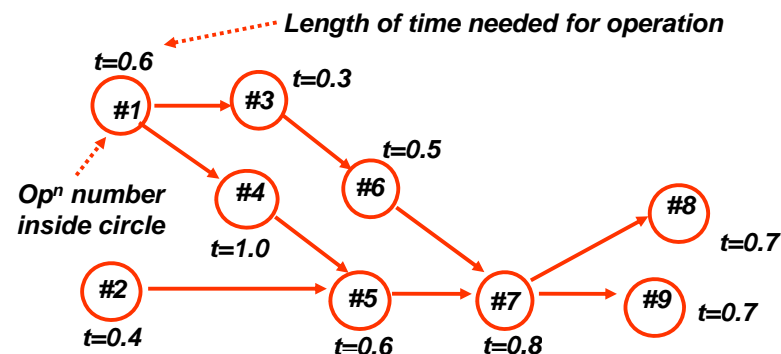 Length of time needed for operation
t=0.6
#1
#3
t=0.3
t=0.5
#6
Opⁿ number
inside circle
#4
t=1.0
#8
t=0.7
#2
t=0.4
#5
t=0.6
#7
t=0.8
#9
t=0.7